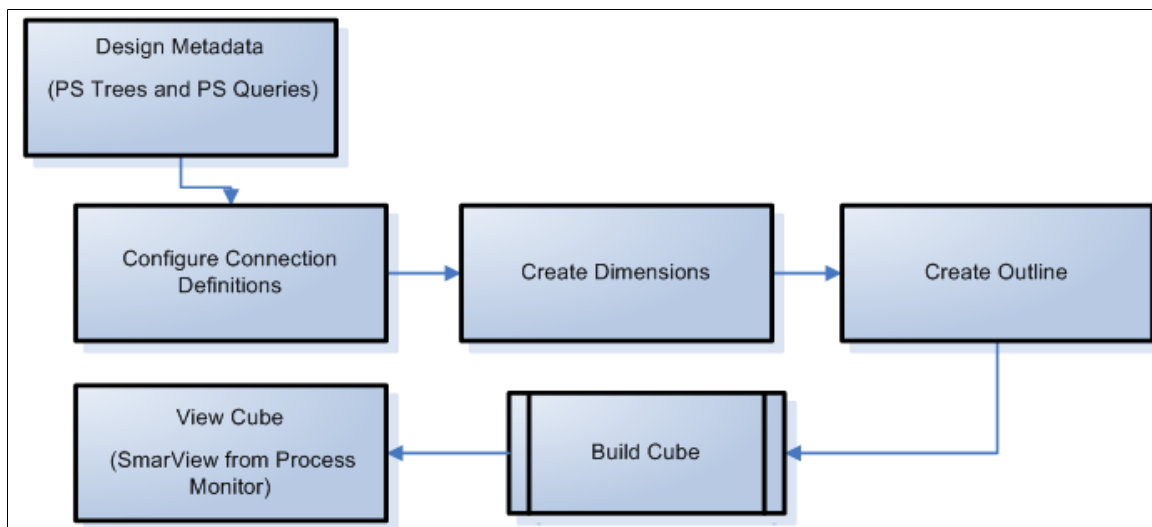 Design Metadata
(PS Trees and PS Queries)
Configure Connection
Definitions
Create Dimensions
Create Outline
View Cube
(SmarView from Process
Monitor)
Build Cube